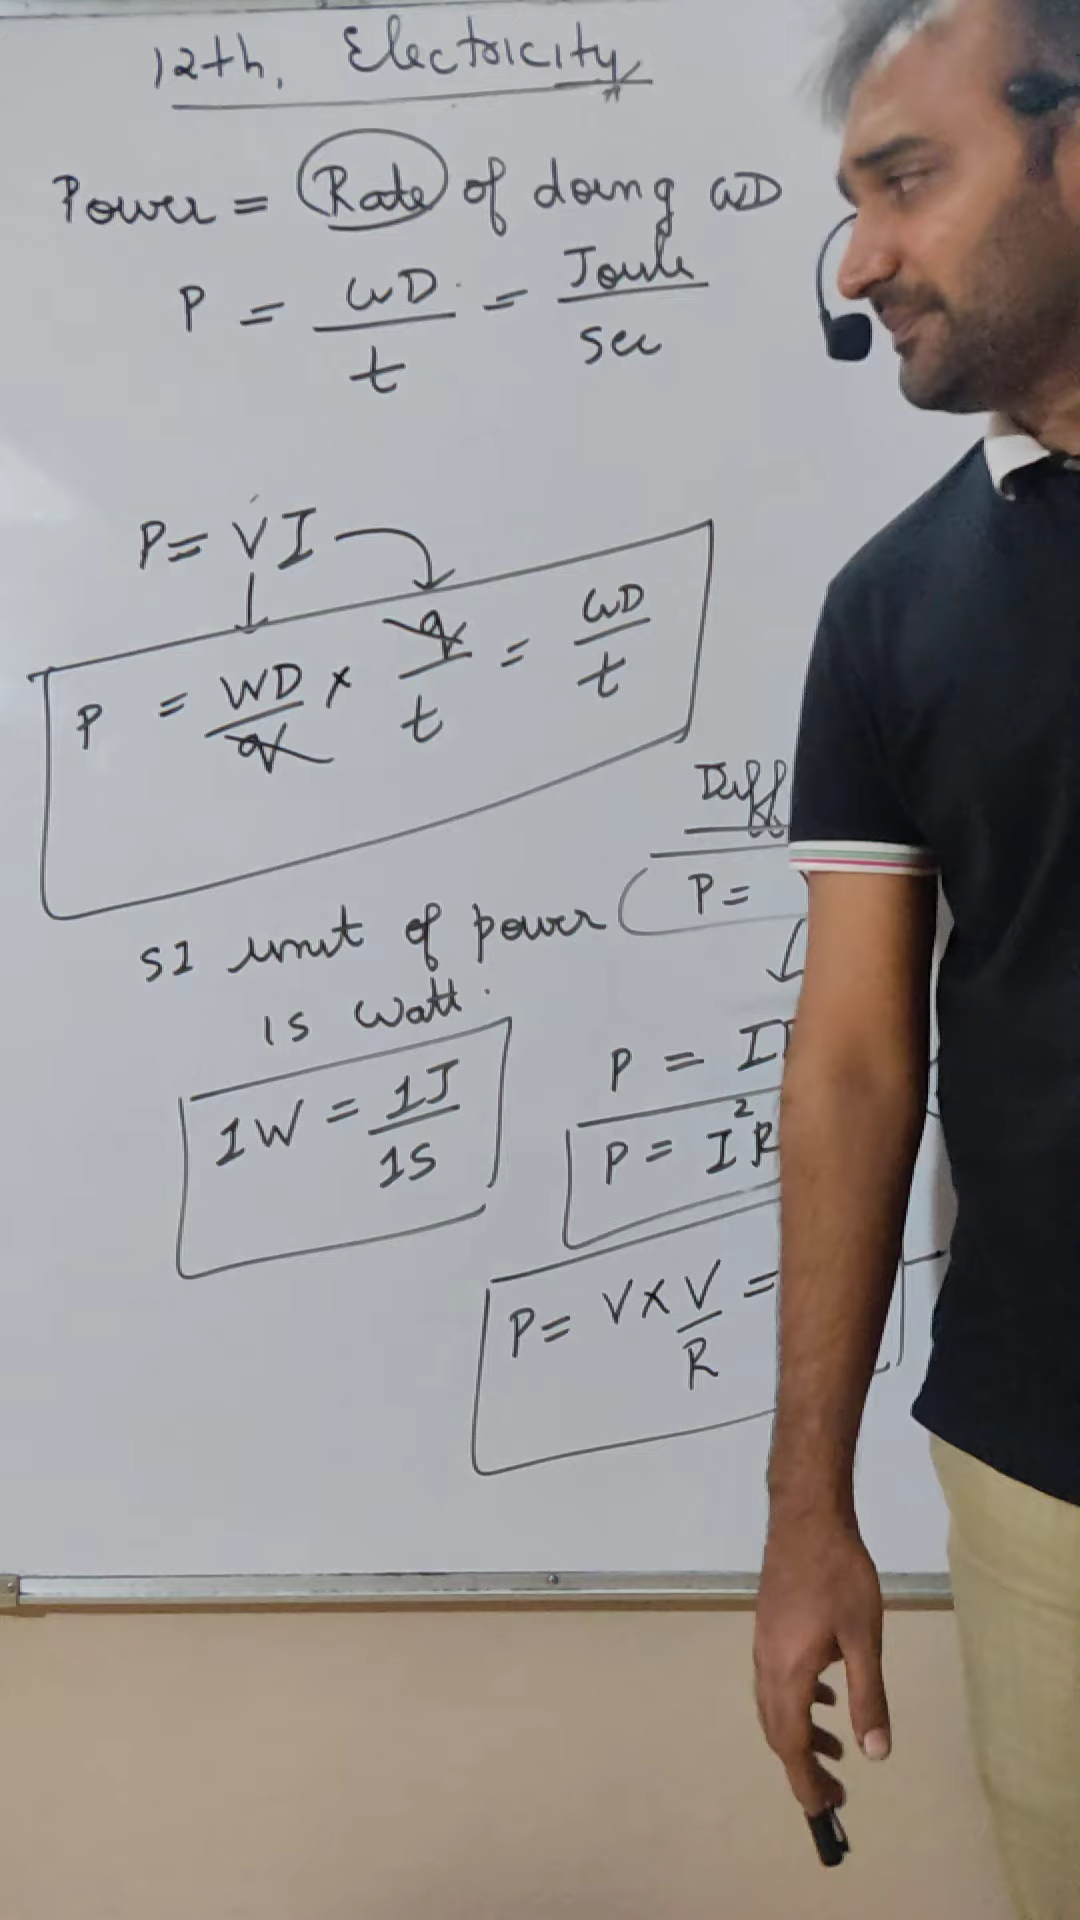 12th, Electricity
Power = Rate of doing WD
P = WD/t = Joule/sec
P = VI
P = WD/q × q/t = WD/t
SI unit of power
is watt.
1W = 1J/1S
P =
P = I
P = I²R
P = V × V/R =